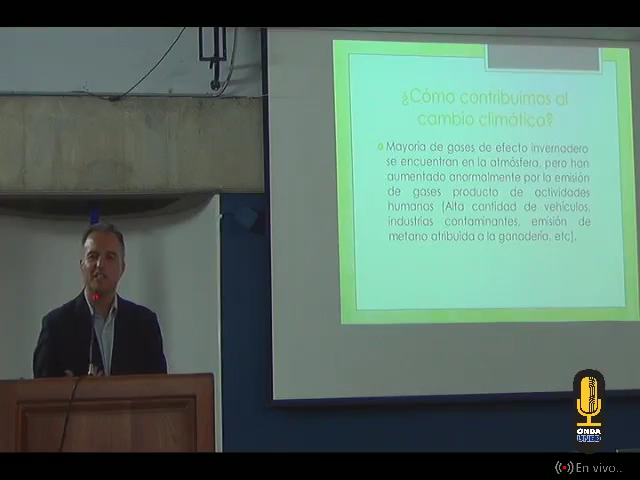 ¿Cómo contribuimos al
cambio climático?
Mayoría de gases de efecto invernadero
se encuentran en la atmósfera, pero han
aumentado anormalmente por la emisión
de gases producto de actividades
humanas (Alta cantidad de vehículos,
industrias contaminantes, emisión de
metano atribuida a la ganadería, etc).
ONDA
UNED
En vivo..